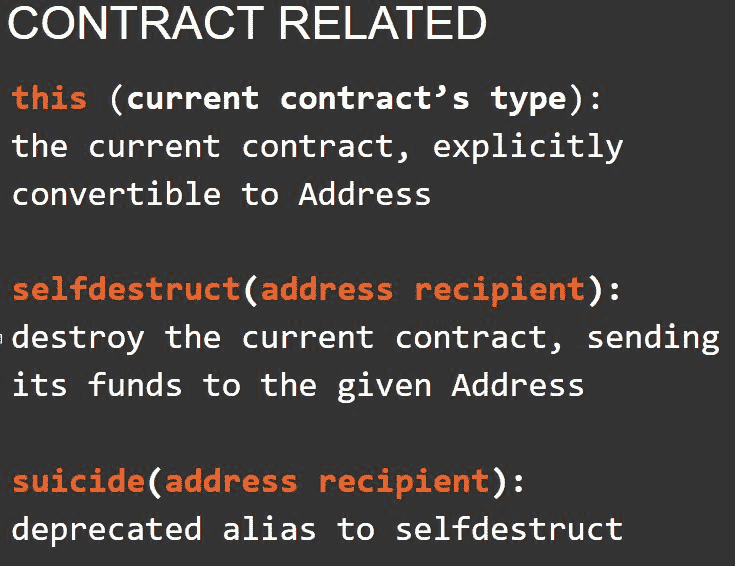 CONTRACT RELATED
this (current contract’s type):
the current contract, explicitly
convertible to Address
selfdestruct(address recipient):
destroy the current contract, sending
its funds to the given Address
suicide(address recipient):
deprecated alias to selfdestruct